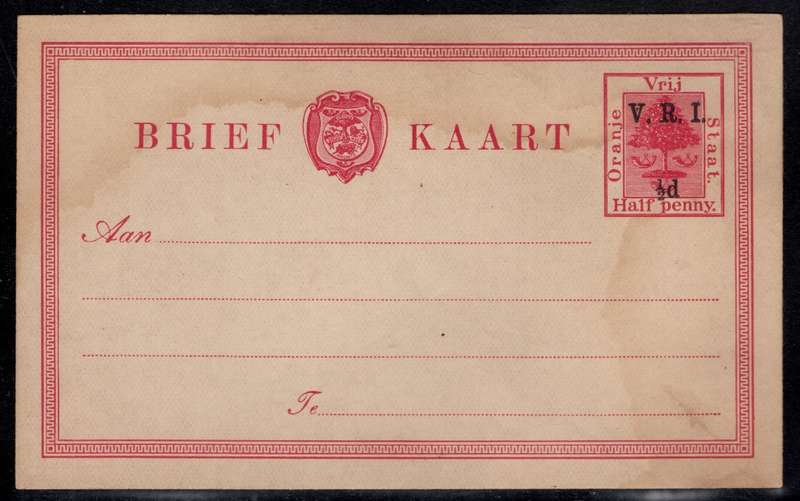 BRIEF KAART
Vrij
Oranje
Staat.
V. R. I.
½d
Half penny.
Aan
Te